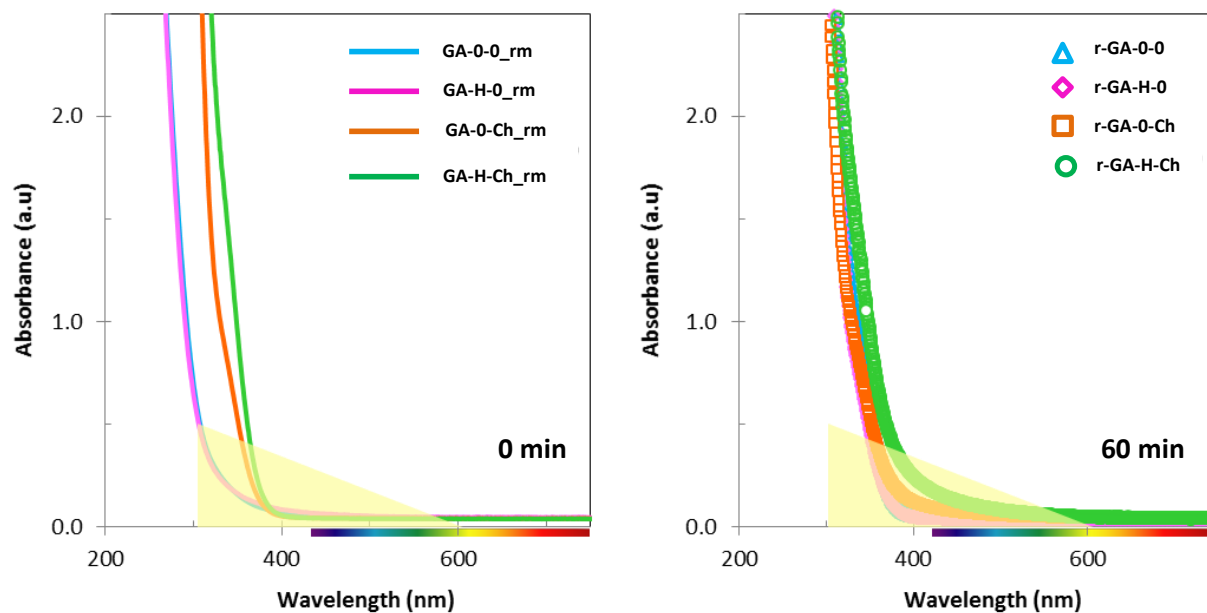 GA-0-0_rm
GA-H-0_rm
GA-0-Ch_rm
GA-H-Ch_rm
0 min
2.0
1.0
0.0
200
400
600
Absorbance (a.u)
Wavelength (nm)
r-GA-0-0
r-GA-H-0
r-GA-0-Ch
r-GA-H-Ch
60 min
2.0
1.0
0.0
200
400
600
Absorbance (a.u)
Wavelength (nm)